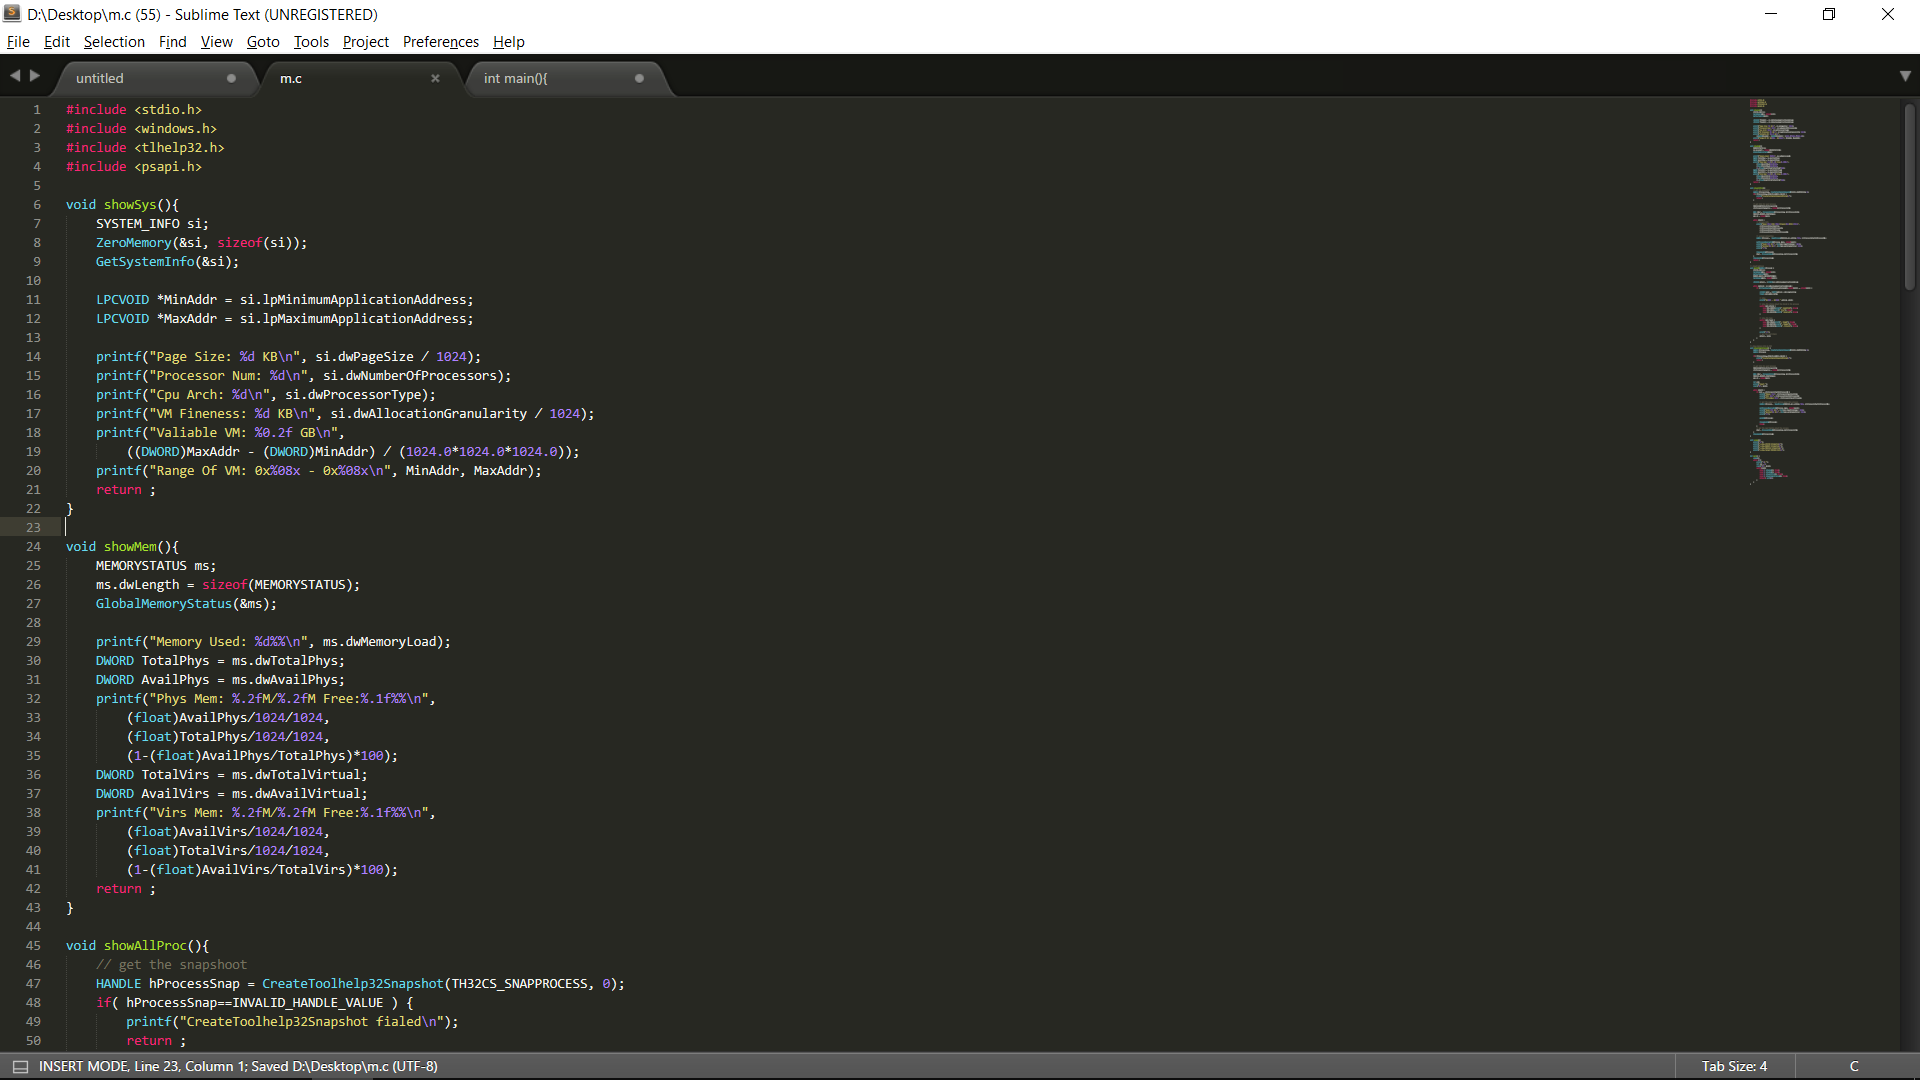 D:\Desktop\m.c (55) - Sublime Text (UNREGISTERED)
File Edit Selection Find View Goto Tools Project Preferences Help
untitled m.c int main(){
1 #include <stdio.h>
2 #include <windows.h>
3 #include <tlhelp32.h>
4 #include <psapi.h>
5
6 void showSys(){
7     SYSTEM_INFO si;
8     ZeroMemory(&si, sizeof(si));
9     GetSystemInfo(&si);
10
11     LPCVOID *MinAddr = si.lpMinimumApplicationAddress;
12     LPCVOID *MaxAddr = si.lpMaximumApplicationAddress;
13
14     printf("Page Size: %d KB\n", si.dwPageSize / 1024);
15     printf("Processor Num: %d\n", si.dwNumberOfProcessors);
16     printf("Cpu Arch: %d\n", si.dwProcessorType);
17     printf("VM Fineness: %d KB\n", si.dwAllocationGranularity / 1024);
18     printf("Valiable VM: %0.2f GB\n",
19         ((DWORD)MaxAddr - (DWORD)MinAddr) / (1024.0*1024.0*1024.0));
20     printf("Range Of VM: 0x%08x - 0x%08x\n", MinAddr, MaxAddr);
21     return ;
22 }
23
24 void showMem(){
25     MEMORYSTATUS ms;
26     ms.dwLength = sizeof(MEMORYSTATUS);
27     GlobalMemoryStatus(&ms);
28
29     printf("Memory Used: %d%%\n", ms.dwMemoryLoad);
30     DWORD TotalPhys = ms.dwTotalPhys;
31     DWORD AvailPhys = ms.dwAvailPhys;
32     printf("Phys Mem: %.2fM/%.2fM Free:%.1f%%\n",
33         (float)AvailPhys/1024/1024,
34         (float)TotalPhys/1024/1024,
35         (1-(float)AvailPhys/TotalPhys)*100);
36     DWORD TotalVirs = ms.dwTotalVirtual;
37     DWORD AvailVirs = ms.dwAvailVirtual;
38     printf("Virs Mem: %.2fM/%.2fM Free:%.1f%%\n",
39         (float)AvailVirs/1024/1024,
40         (float)TotalVirs/1024/1024,
41         (1-(float)AvailVirs/TotalVirs)*100);
42     return ;
43 }
44
45 void showAllProc(){
46     // get the snapshoot
47     HANDLE hProcessSnap = CreateToolhelp32Snapshot(TH32CS_SNAPPROCESS, 0);
48     if( hProcessSnap==INVALID_HANDLE_VALUE ) {
49         printf("CreateToolhelp32Snapshot fialed\n");
50         return ;
INSERT MODE, Line 23, Column 1; Saved D:\Desktop\m.c (UTF-8) Tab Size: 4 C